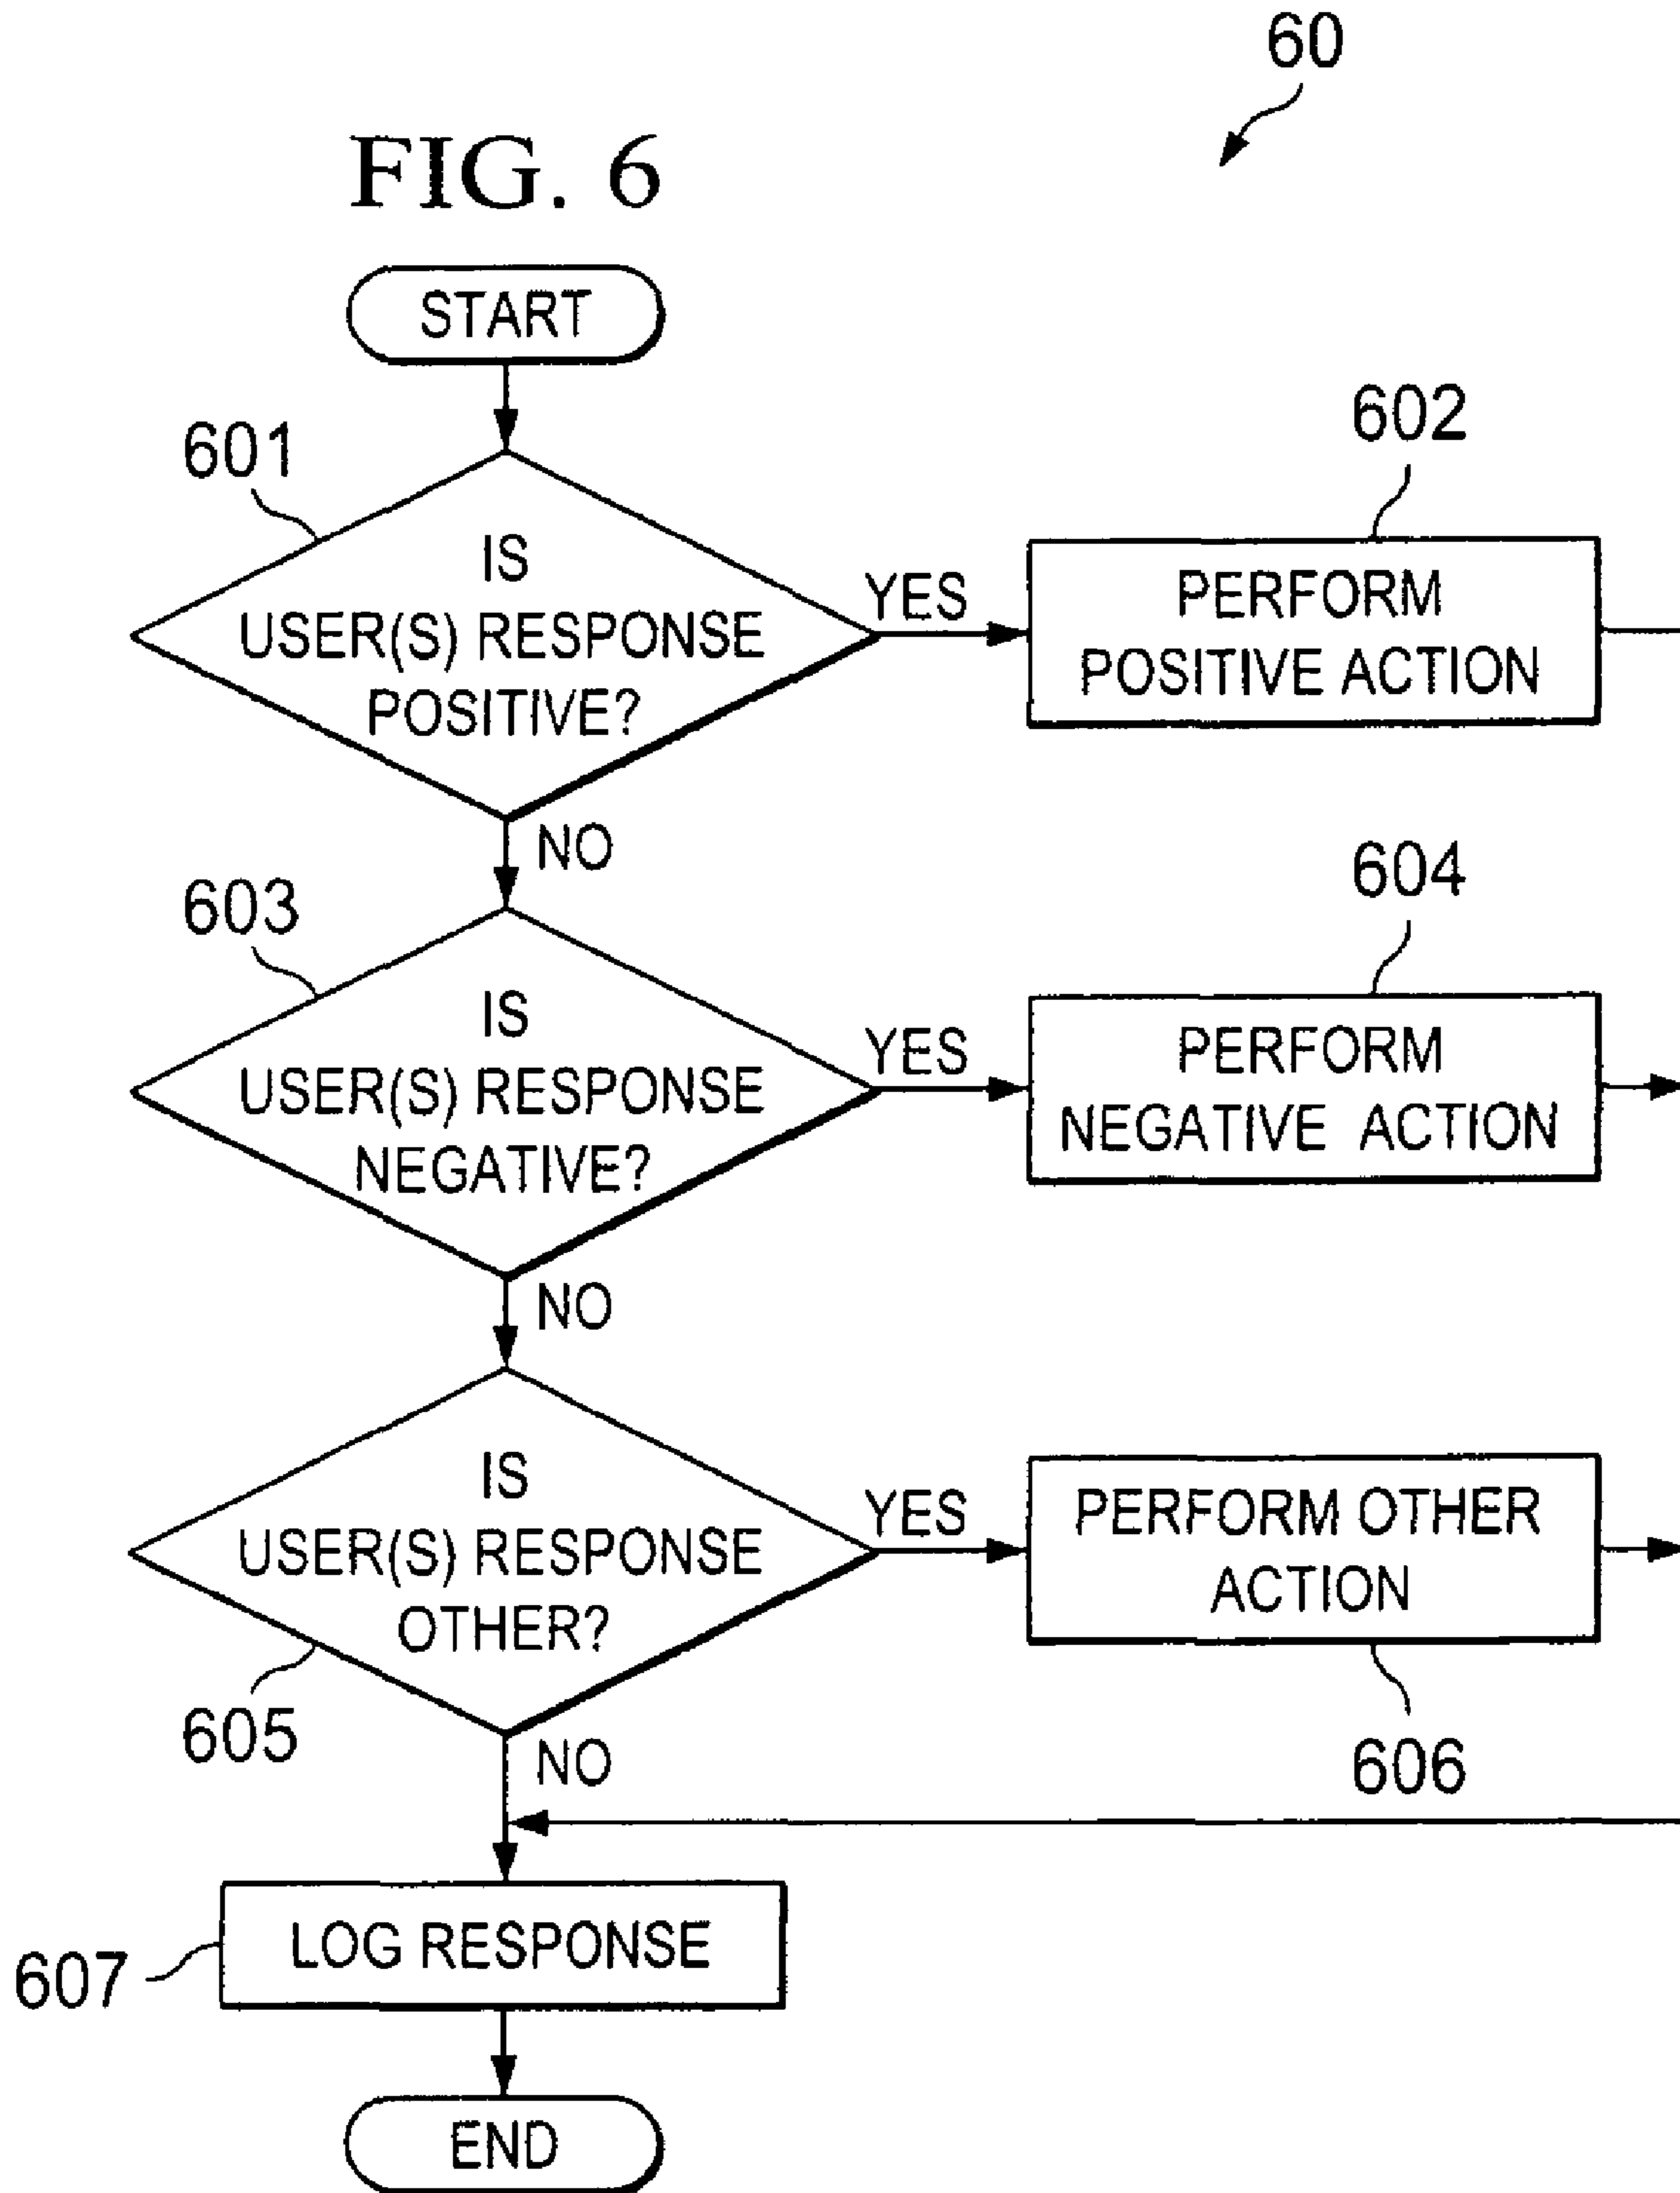 60
FIG. 6
START
601
IS
USER(S) RESPONSE
POSITIVE?
YES
602
PERFORM
POSITIVE ACTION
NO
603
IS
USER(S) RESPONSE
NEGATIVE?
YES
604
PERFORM
NEGATIVE ACTION
NO
IS
USER(S) RESPONSE
OTHER?
605
YES
PERFORM OTHER
ACTION
606
NO
LOG RESPONSE
607
END